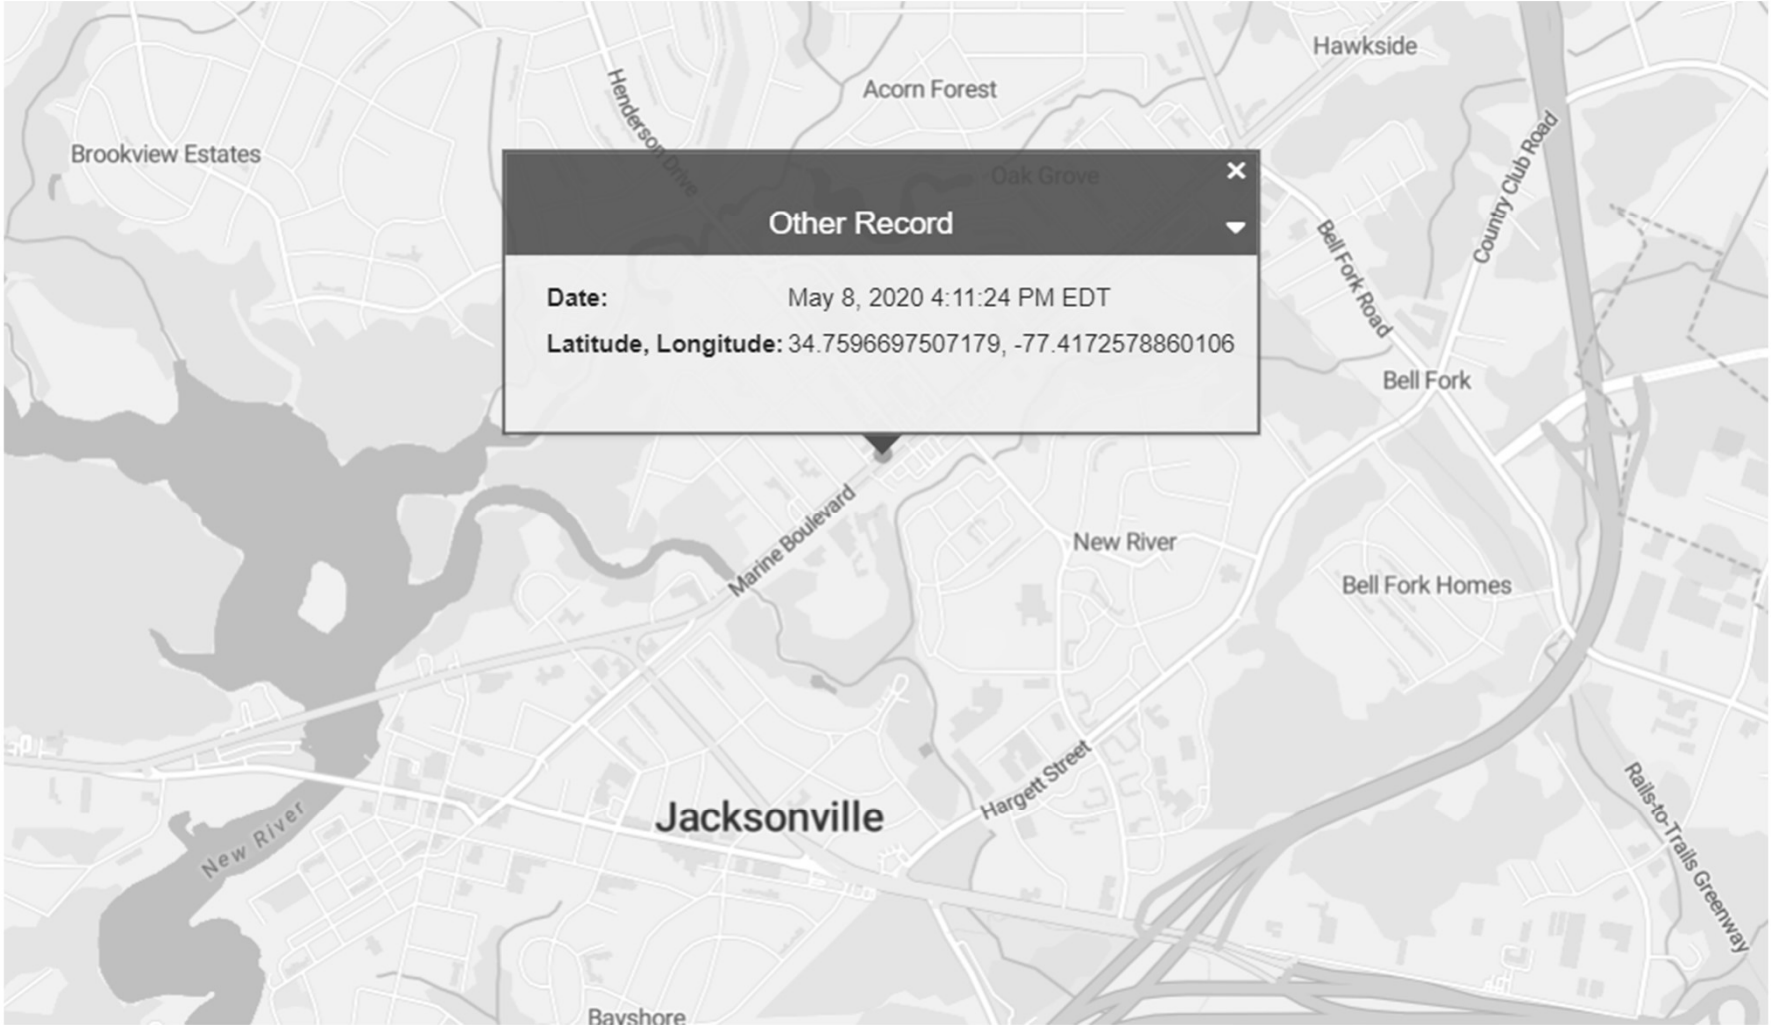 Hawkside
Acorn Forest
Henderson Drive
Country Club Road
Brookview Estates
Oak Grove
×
Other Record
Bell Fork Road
Date: May 8, 2020 4:11:24 PM EDT
Latitude, Longitude: 34.7596697507179, -77.4172578860106
Bell Fork
Marine Boulevard
New River
Bell Fork Homes
Hargett Street
Rails-to-Trails Greenway
Jacksonville
New River
Bayshore